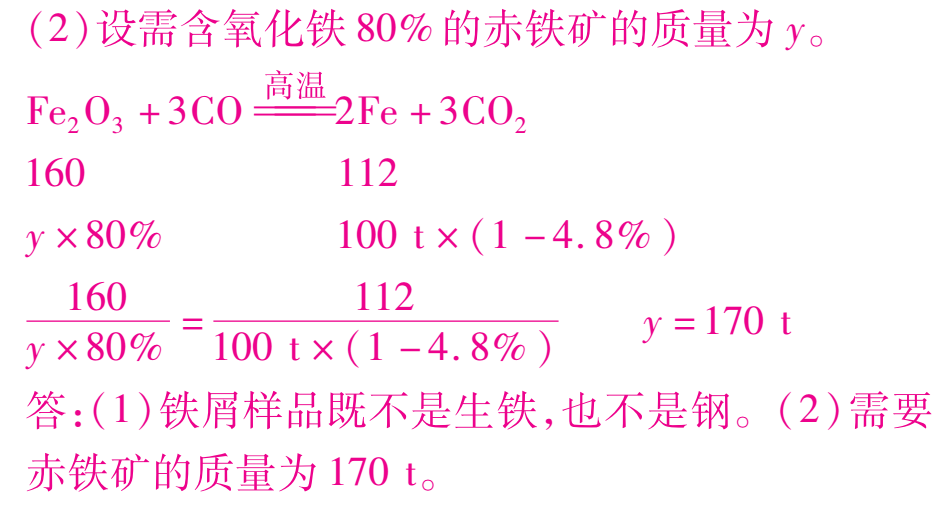 (2)设需含氧化铁80%的赤铁矿的质量为y。
Fe₂O₃+3CO 高温═══ 2Fe+3CO₂
160 112
y×80% 100 t×(1-4.8%)
160/(y×80%)=112/(100 t×(1-4.8%)) y=170 t
答:(1)铁屑样品既不是生铁,也不是钢。(2)需要
赤铁矿的质量为170 t。